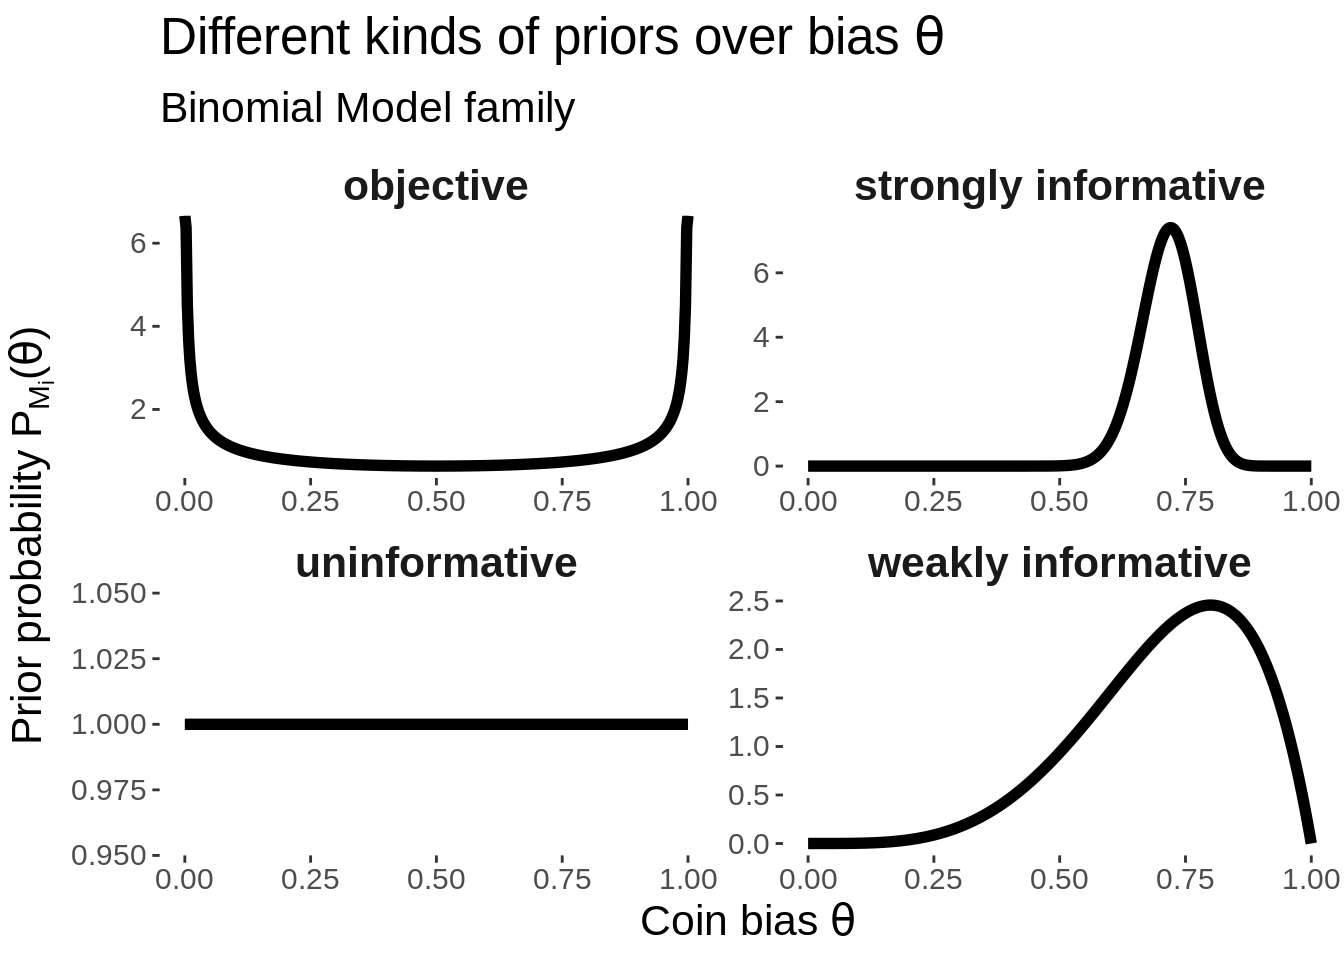 Different kinds of priors over bias θ
Binomial Model family
objective
strongly informative
6
4
2
0.00 0.25 0.50 0.75 1.00
6
4
2
0
0.00 0.25 0.50 0.75 1.00
uninformative
weakly informative
1.050
1.025
1.000
0.975
0.950
0.00 0.25 0.50 0.75 1.00
2.5
2.0
1.5
1.0
0.5
0.0
0.00 0.25 0.50 0.75 1.00
Prior probability P_{M_i}(θ)
Coin bias θ